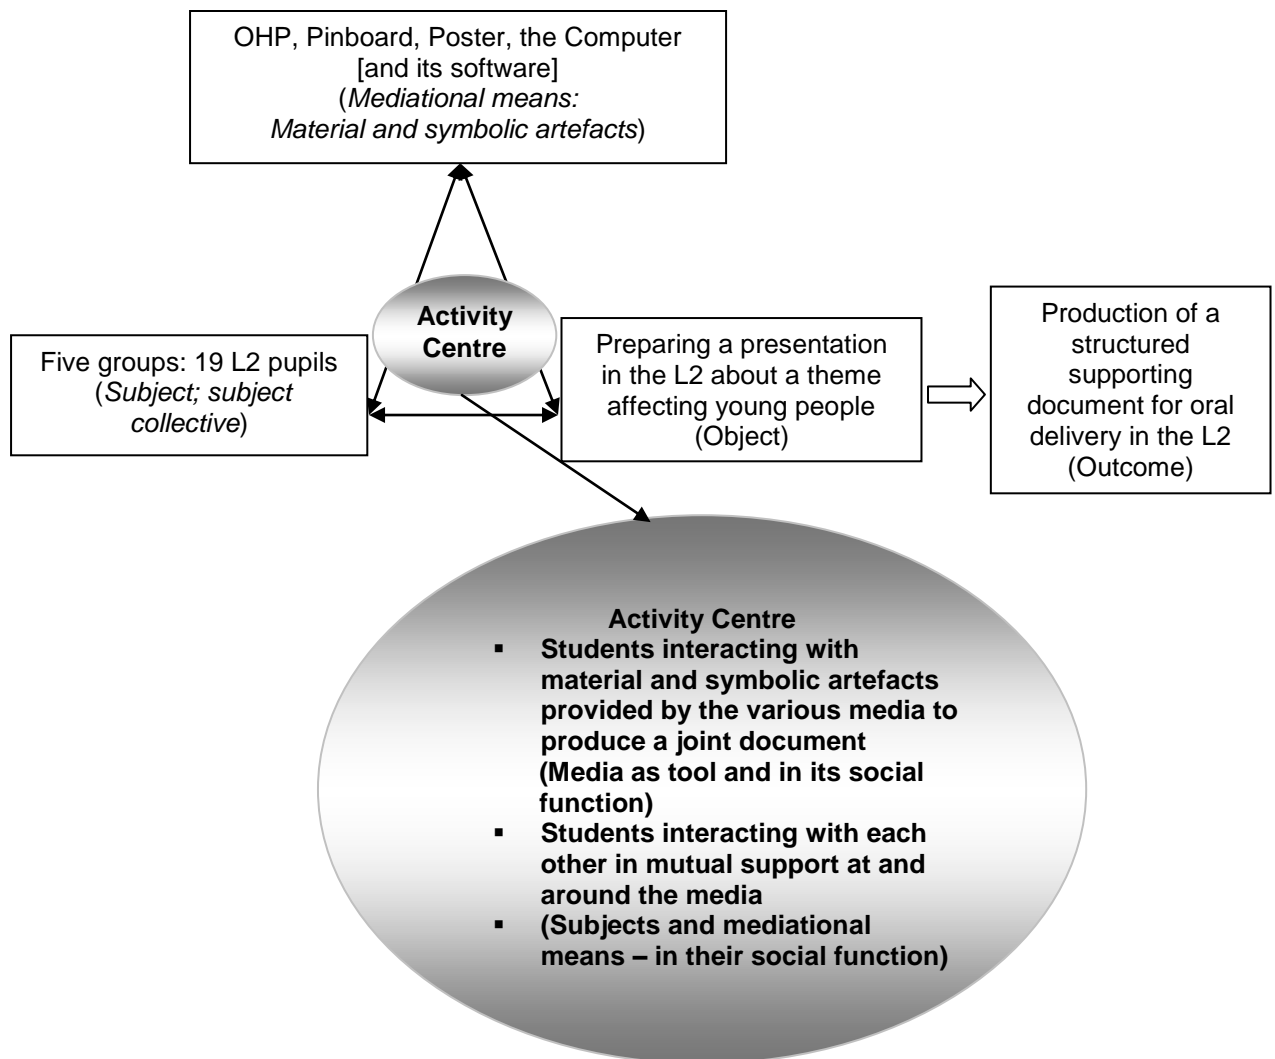 OHP, Pinboard, Poster, the Computer
[and its software]
(Mediational means:
Material and symbolic artefacts)
Activity
Centre
Five groups: 19 L2 pupils
(Subject; subject
collective)
Preparing a presentation
in the L2 about a theme
affecting young people
(Object)
Production of a
structured
supporting
document for oral
delivery in the L2
(Outcome)
Activity Centre
▪ Students interacting with
material and symbolic artefacts
provided by the various media to
produce a joint document
(Media as tool and in its social
function)
▪ Students interacting with each
other in mutual support at and
around the media
▪ (Subjects and mediational
means – in their social function)